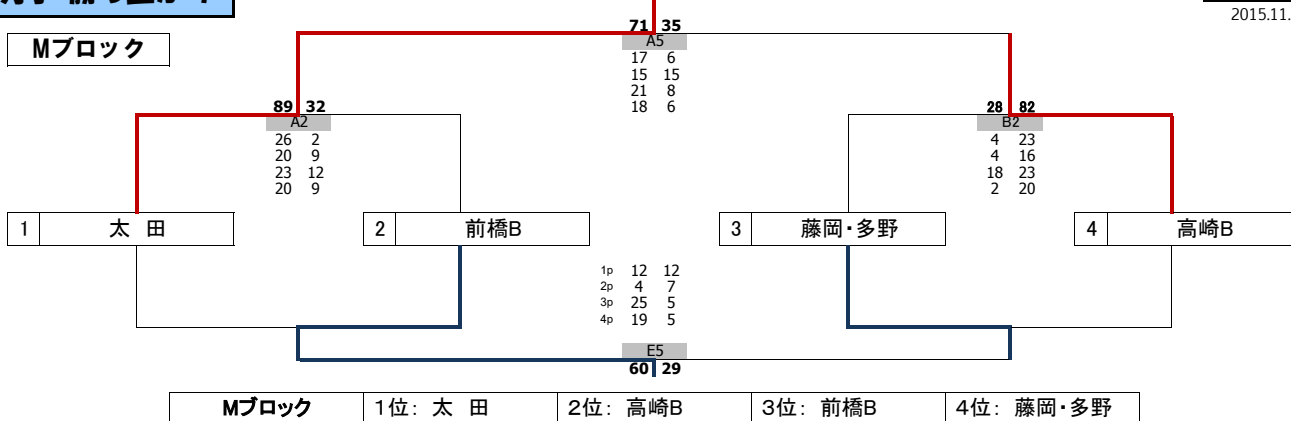 2015.11.
Mブロック
71 35
A5
17 6
15 15
21 8
18 6
89 32
A2
26 2
20 9
23 12
20 9
28 82
B2
4 23
4 16
18 23
2 20
1 太 田
2 前橋B
3 藤岡・多野
4 高崎B
1p 12 12
2p 4 7
3p 25 5
4p 19 5
E5
60 29
Mブロック 1位: 太 田 2位: 高崎B 3位: 前橋B 4位: 藤岡・多野